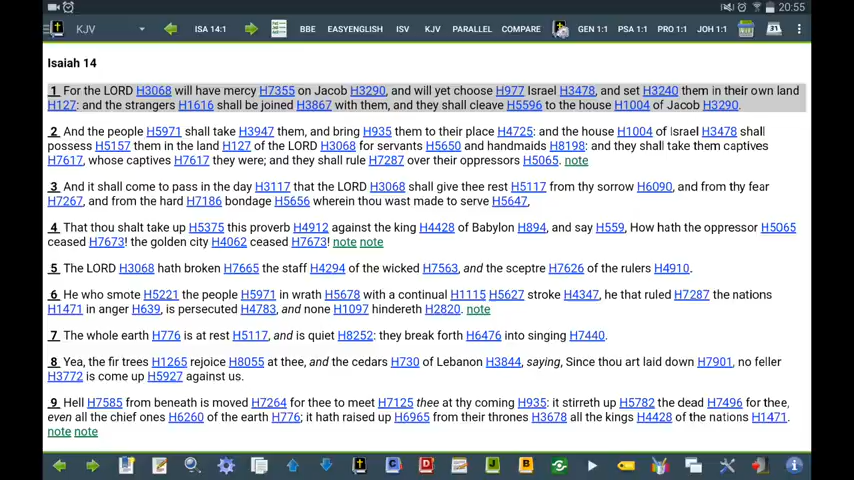 20:55
KJV ISA 14:1 BBE EASYENGLISH ISV KJV PARALLEL COMPARE GEN 1:1 PSA 1:1 PRO 1:1 JOH 1:1
Isaiah 14
1 For the LORD H3068 will have mercy H7355 on Jacob H3290, and will yet choose H977 Israel H3478, and set H3240 them in their own land
H127: and the strangers H1616 shall be joined H3867 with them, and they shall cleave H5596 to the house H1004 of Jacob H3290.
2 And the people H5971 shall take H3947 them, and bring H935 them to their place H4725: and the house H1004 of Israel H3478 shall
possess H5157 them in the land H127 of the LORD H3068 for servants H5650 and handmaids H8198: and they shall take them captives
H7617, whose captives H7617 they were; and they shall rule H7287 over their oppressors H5065. note
3 And it shall come to pass in the day H3117 that the LORD H3068 shall give thee rest H5117 from thy sorrow H6090, and from thy fear
H7267, and from the hard H7186 bondage H5656 wherein thou wast made to serve H5647,
4 That thou shalt take up H5375 this proverb H4912 against the king H4428 of Babylon H894, and say H559, How hath the oppressor H5065
ceased H7673! the golden city H4062 ceased H7673! note note
5 The LORD H3068 hath broken H7665 the staff H4294 of the wicked H7563, and the sceptre H7626 of the rulers H4910.
6 He who smote H5221 the people H5971 in wrath H5678 with a continual H1115 H5627 stroke H4347, he that ruled H7287 the nations
H1471 in anger H639, is persecuted H4783, and none H1097 hindereth H2820. note
7 The whole earth H776 is at rest H5117, and is quiet H8252: they break forth H6476 into singing H7440.
8 Yea, the fir trees H1265 rejoice H8055 at thee, and the cedars H730 of Lebanon H3844, saying, Since thou art laid down H7901, no feller
H3772 is come up H5927 against us.
9 Hell H7585 from beneath is moved H7264 for thee to meet H7125 thee at thy coming H935: it stirreth up H5782 the dead H7496 for thee,
even all the chief ones H6260 of the earth H776; it hath raised up H6965 from their thrones H3678 all the kings H4428 of the nations H1471.
note note